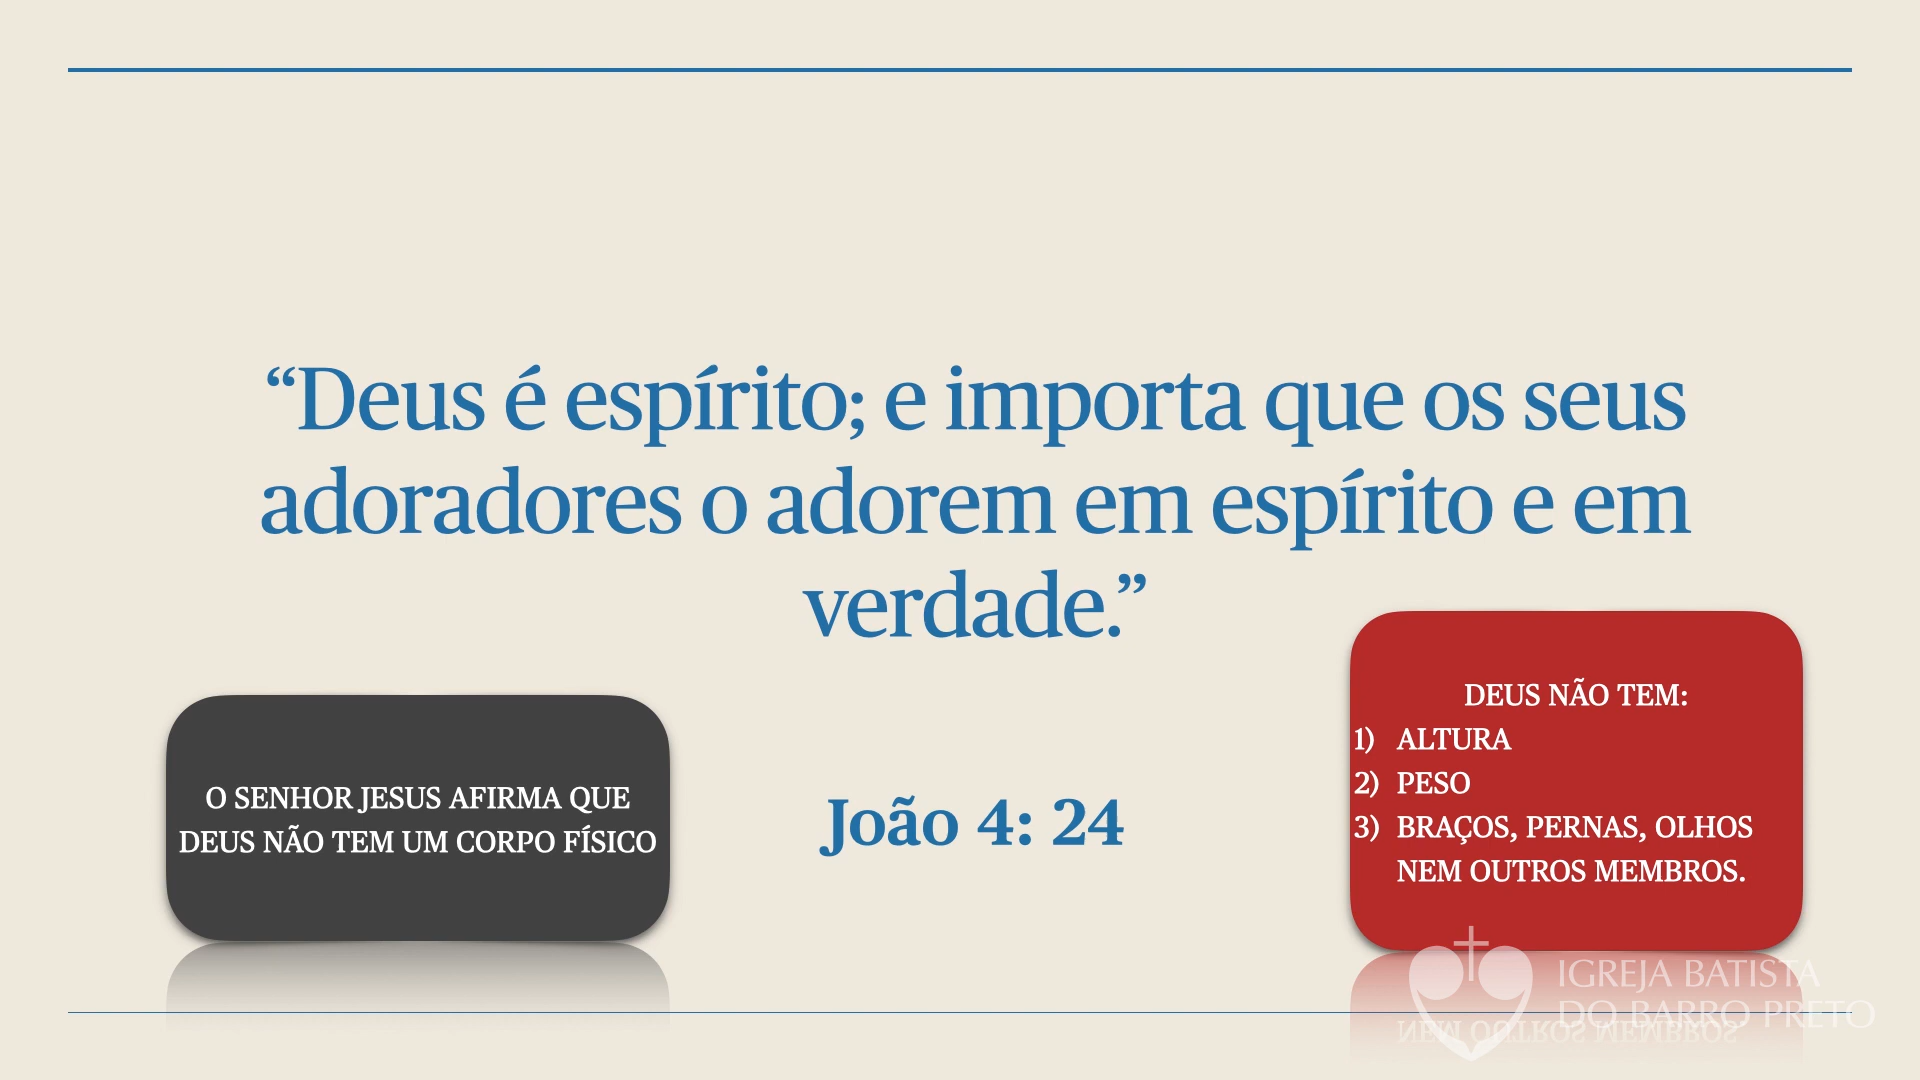 “Deus é espírito; e importa que os seus
adoradores o adorem em espírito e em
verdade.”
João 4: 24
O SENHOR JESUS AFIRMA QUE
DEUS NÃO TEM UM CORPO FÍSICO
DEUS NÃO TEM:
1) ALTURA
2) PESO
3) BRAÇOS, PERNAS, OLHOS
NEM OUTROS MEMBROS.
IGREJA BATISTA
DO BARRO PRETO